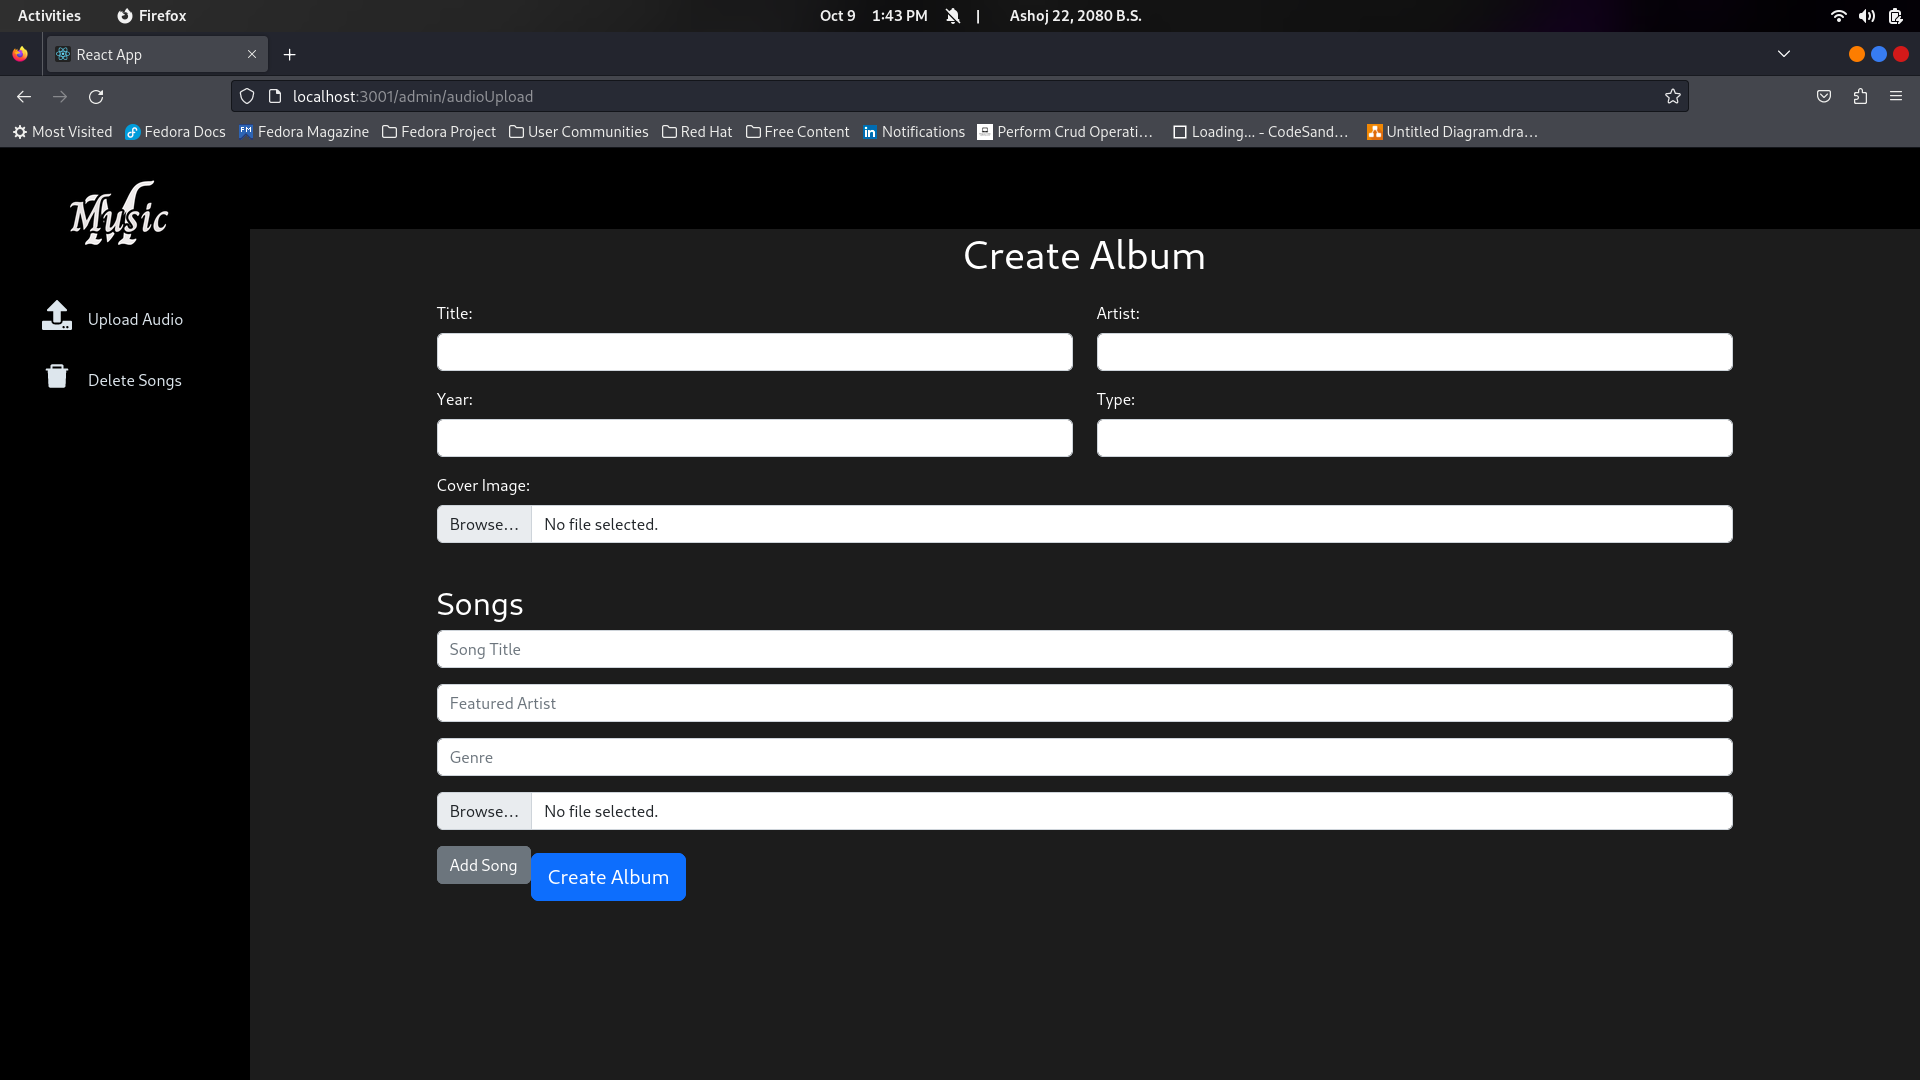 Activities Firefox Oct 9 1:43 PM | Ashoj 22, 2080 B.S.
React App
localhost:3001/admin/audioUpload
Most Visited Fedora Docs Fedora Magazine Fedora Project User Communities Red Hat Free Content Notifications Perform Crud Operati… Loading... - CodeSand… Untitled Diagram.dra…
Music
Upload Audio
Delete Songs
Create Album
Title: Artist:
Year: Type:
Cover Image:
Browse… No file selected.
Songs
Song Title
Featured Artist
Genre
Browse… No file selected.
Add Song Create Album